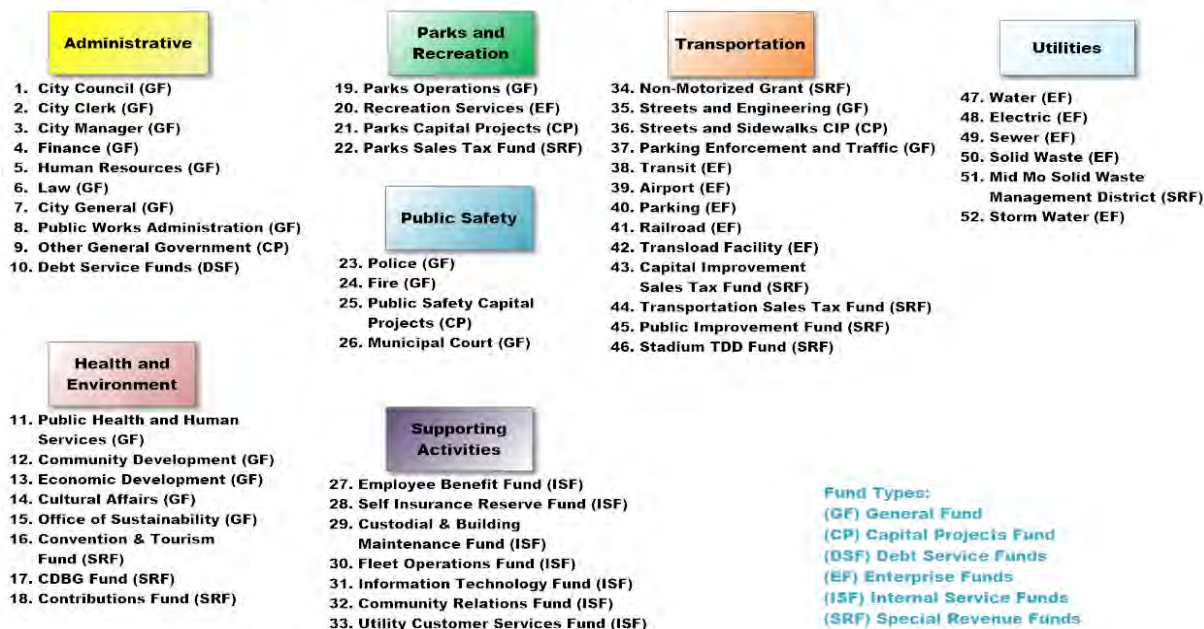 Administrative
1. City Council (GF)
2. City Clerk (GF)
3. City Manager (GF)
4. Finance (GF)
5. Human Resources (GF)
6. Law (GF)
7. City General (GF)
8. Public Works Administration (GF)
9. Other General Government (CP)
10. Debt Service Funds (DSF)
Health and
Environment
11. Public Health and Human
Services (GF)
12. Community Development (GF)
13. Economic Development (GF)
14. Cultural Affairs (GF)
15. Office of Sustainability (GF)
16. Convention & Tourism
Fund (SRF)
17. CDBG Fund (SRF)
18. Contributions Fund (SRF)
Parks and
Recreation
19. Parks Operations (GF)
20. Recreation Services (EF)
21. Parks Capital Projects (CP)
22. Parks Sales Tax Fund (SRF)
Public Safety
23. Police (GF)
24. Fire (GF)
25. Public Safety Capital
Projects (CP)
26. Municipal Court (GF)
Supporting
Activities
27. Employee Benefit Fund (ISF)
28. Self Insurance Reserve Fund (ISF)
29. Custodial & Building
Maintenance Fund (ISF)
30. Fleet Operations Fund (ISF)
31. Information Technology Fund (ISF)
32. Community Relations Fund (ISF)
33. Utility Customer Services Fund (ISF)
Transportation
34. Non-Motorized Grant (SRF)
35. Streets and Engineering (GF)
36. Streets and Sidewalks CIP (CP)
37. Parking Enforcement and Traffic (GF)
38. Transit (EF)
39. Airport (EF)
40. Parking (EF)
41. Railroad (EF)
42. Transload Facility (EF)
43. Capital Improvement
Sales Tax Fund (SRF)
44. Transportation Sales Tax Fund (SRF)
45. Public Improvement Fund (SRF)
46. Stadium TDD Fund (SRF)
Utilities
47. Water (EF)
48. Electric (EF)
49. Sewer (EF)
50. Solid Waste (EF)
51. Mid Mo Solid Waste
Management District (SRF)
52. Storm Water (EF)
Fund Types:
(GF) General Fund
(CP) Capital Projects Fund
(DSF) Debt Service Funds
(EF) Enterprise Funds
(ISF) Internal Service Funds
(SRF) Special Revenue Funds